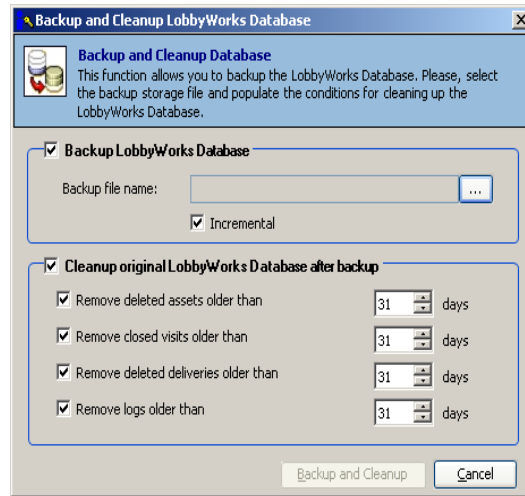 Backup and Cleanup LobbyWorks Database
Backup and Cleanup Database
This function allows you to backup the LobbyWorks Database. Please, select
the backup storage file and populate the conditions for cleaning up the
LobbyWorks Database.
Backup LobbyWorks Database
Backup file name:
...
Incremental
Cleanup original LobbyWorks Database after backup
Remove deleted assets older than 31 days
Remove closed visits older than 31 days
Remove deleted deliveries older than 31 days
Remove logs older than 31 days
Backup and Cleanup Cancel